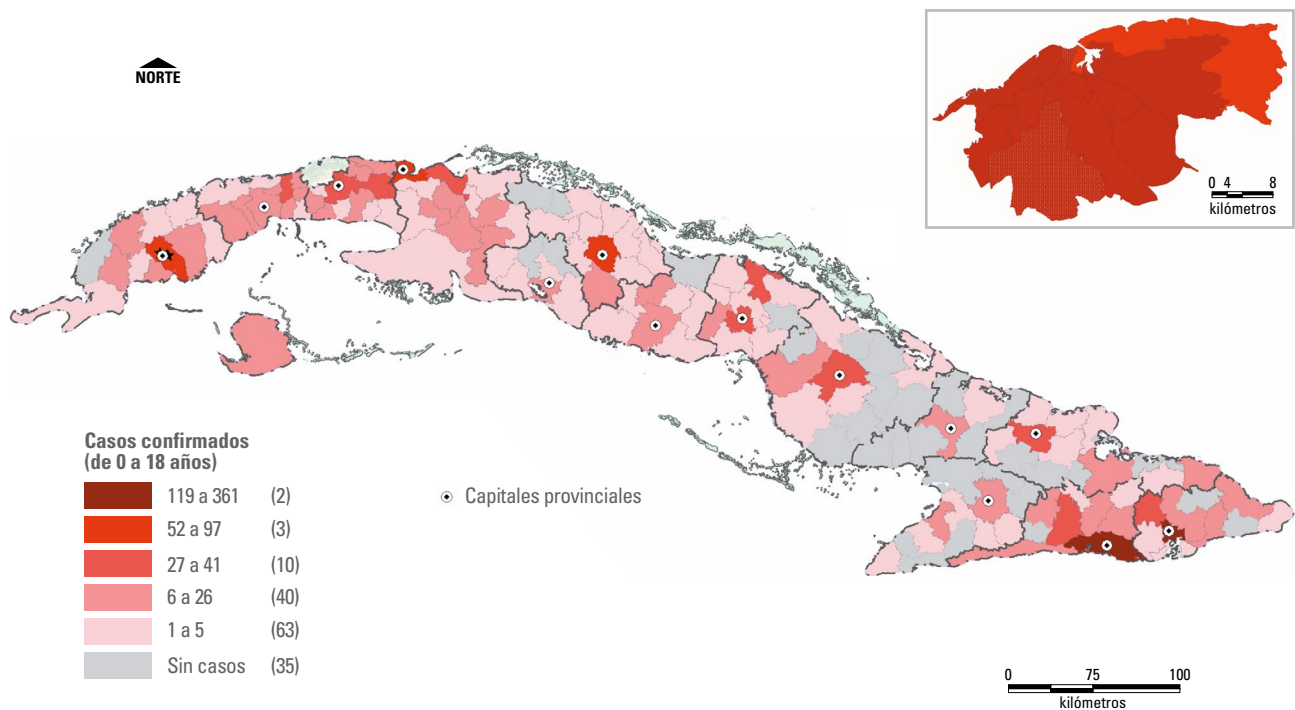 NORTE
0 4 8
kilómetros
Casos confirmados
(de 0 a 18 años)
119 a 361 (2)
52 a 97 (3)
27 a 41 (10)
6 a 26 (40)
1 a 5 (63)
Sin casos (35)
Capitales provinciales
0 75 100
kilómetros